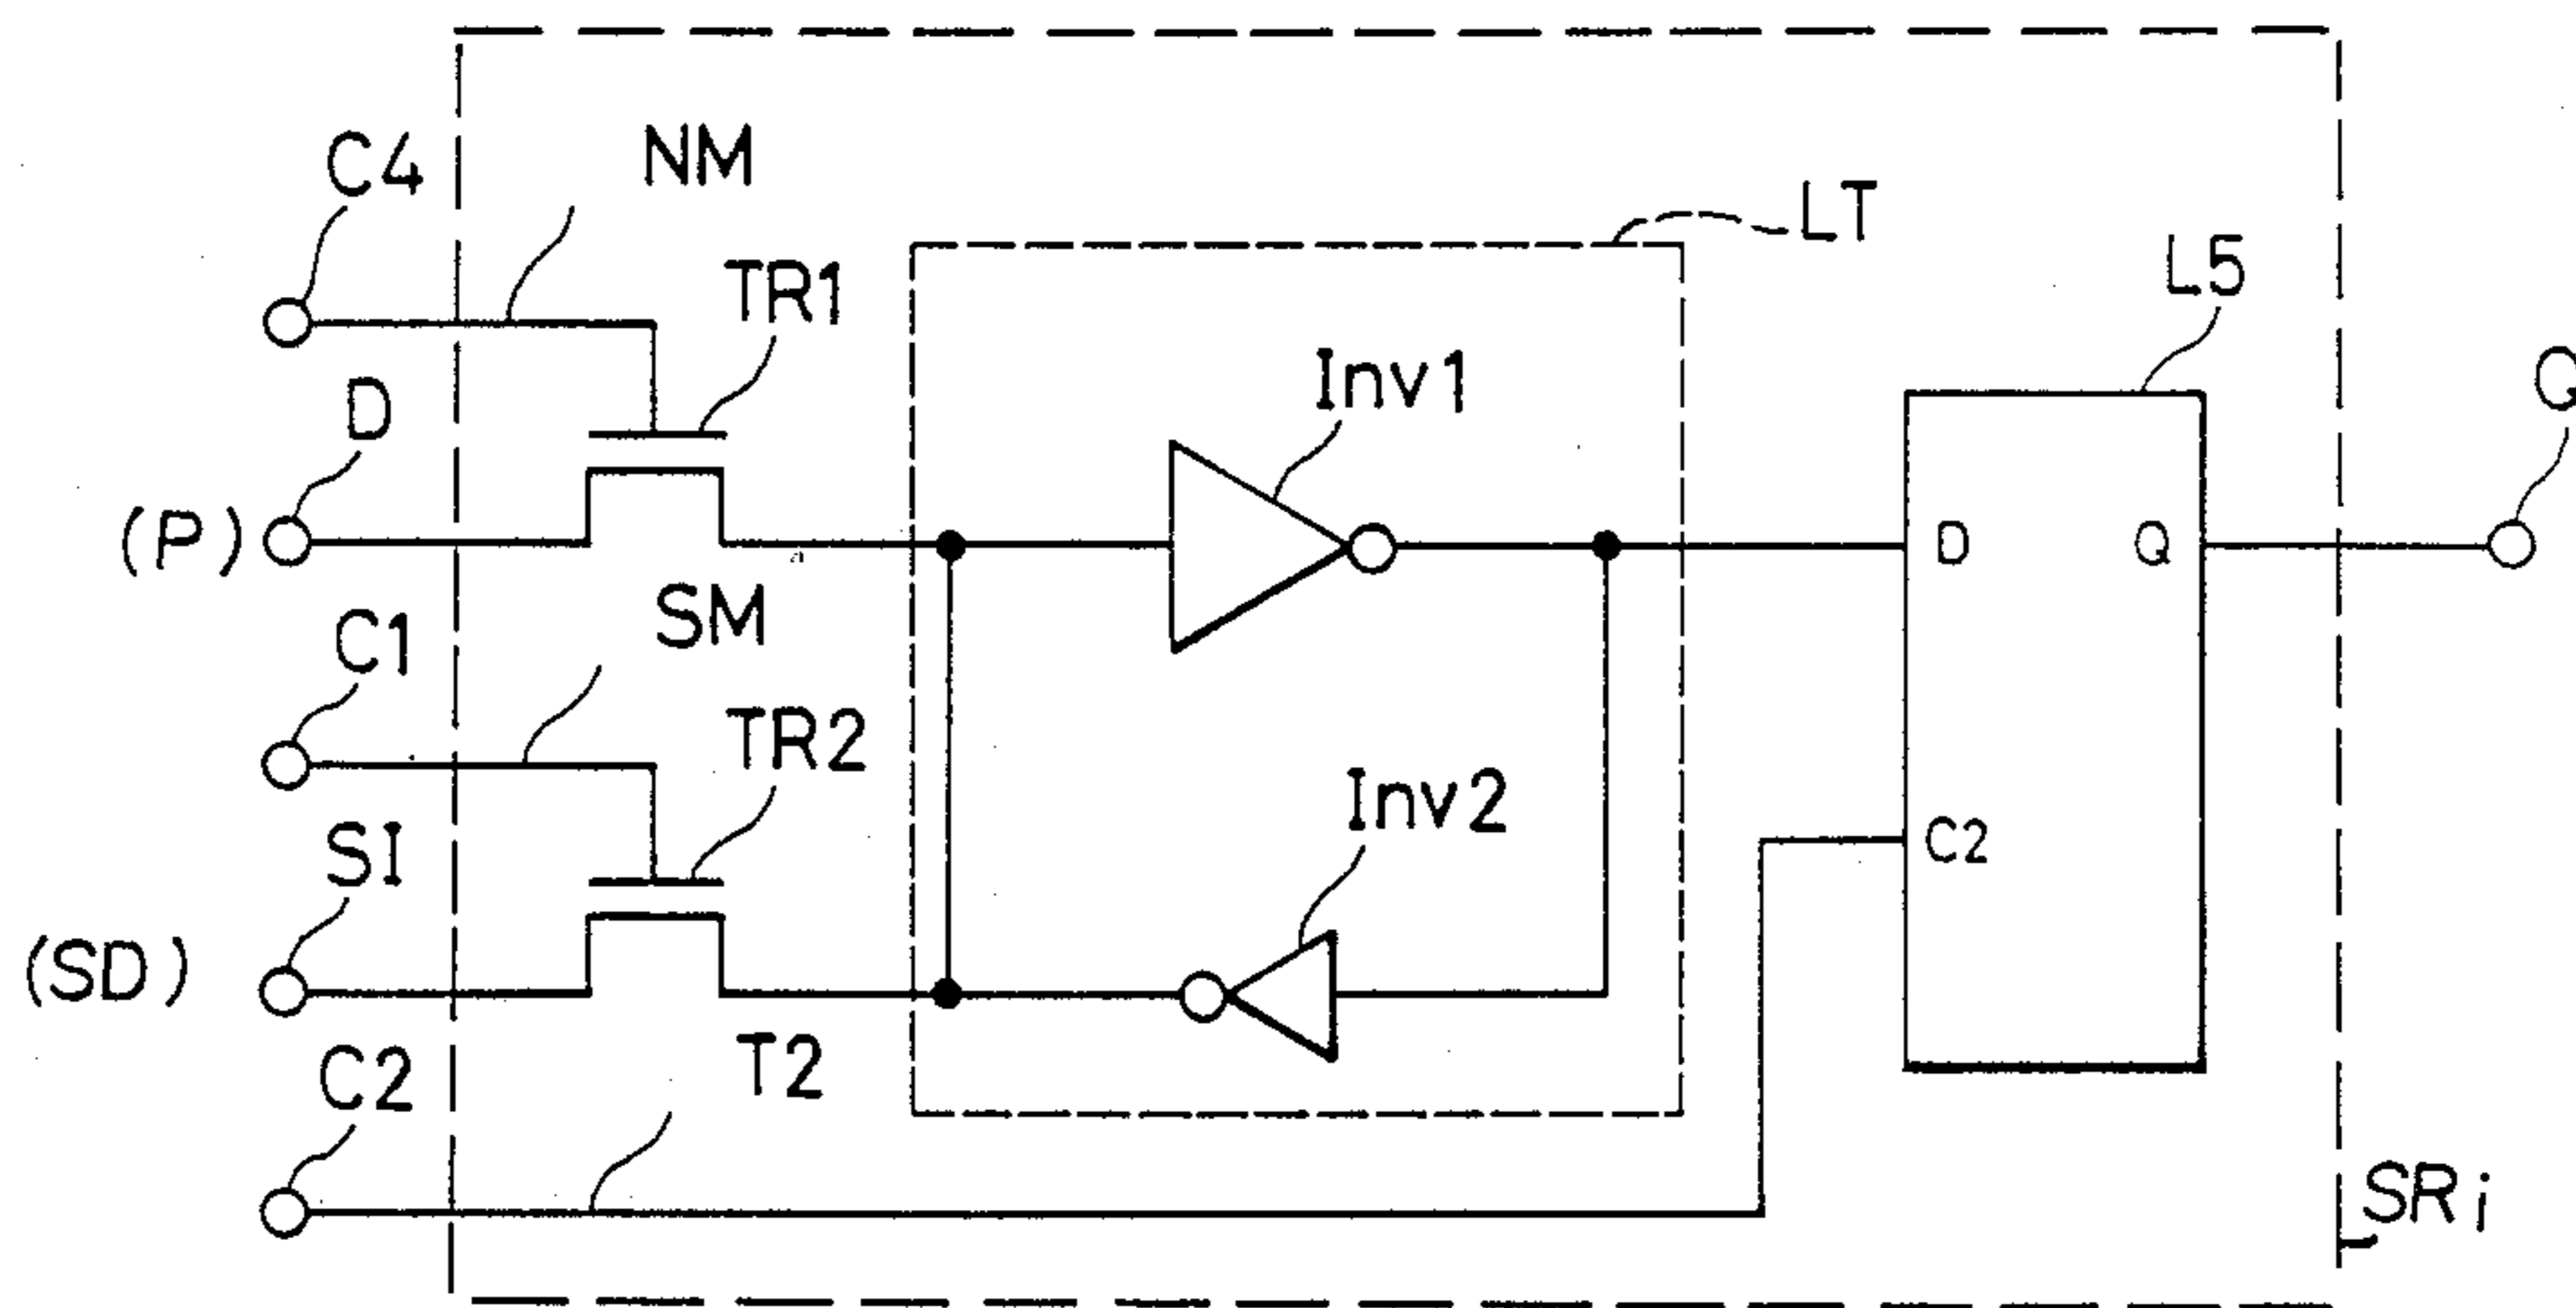 C4
NM
LT
TR1
L5
D
Inv1
Q
(P)
D
Q
C1
SM
TR2
Inv2
SI
C2
(SD)
C2
T2
SRi